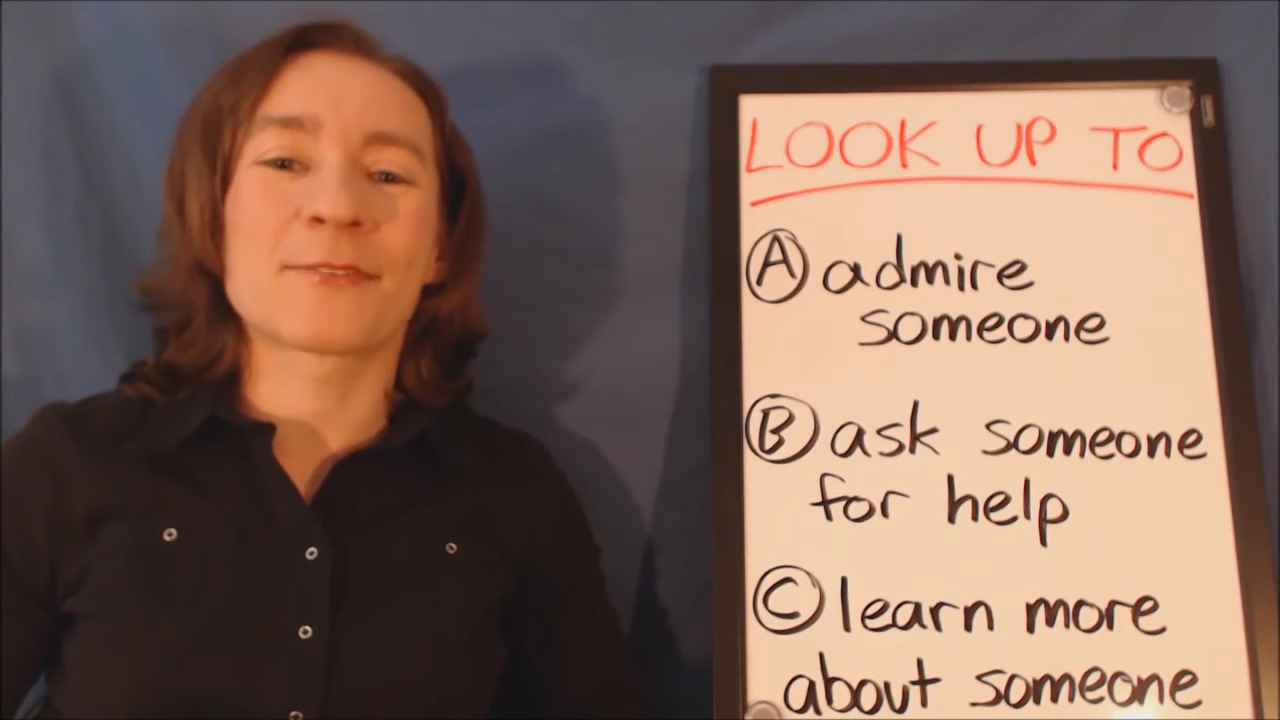 LOOK UP TO
A admire
someone
B ask someone
for help
C learn more
about someone